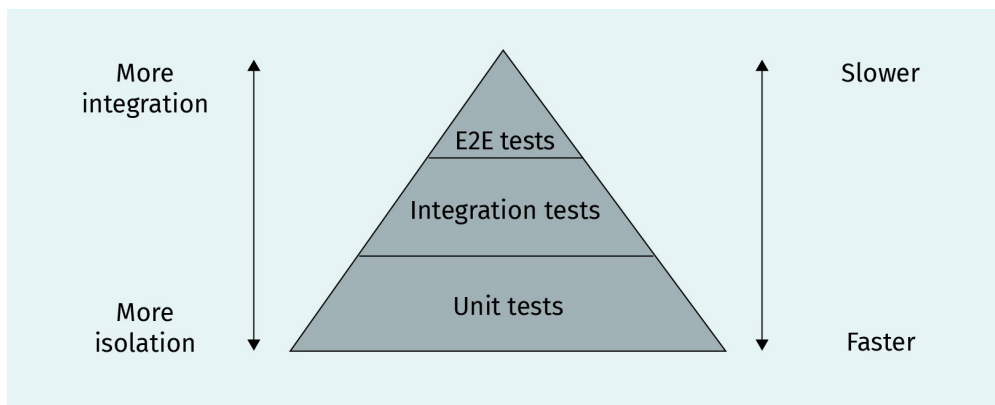 More
integration
Slower
E2E tests
Integration tests
Unit tests
More
isolation
Faster